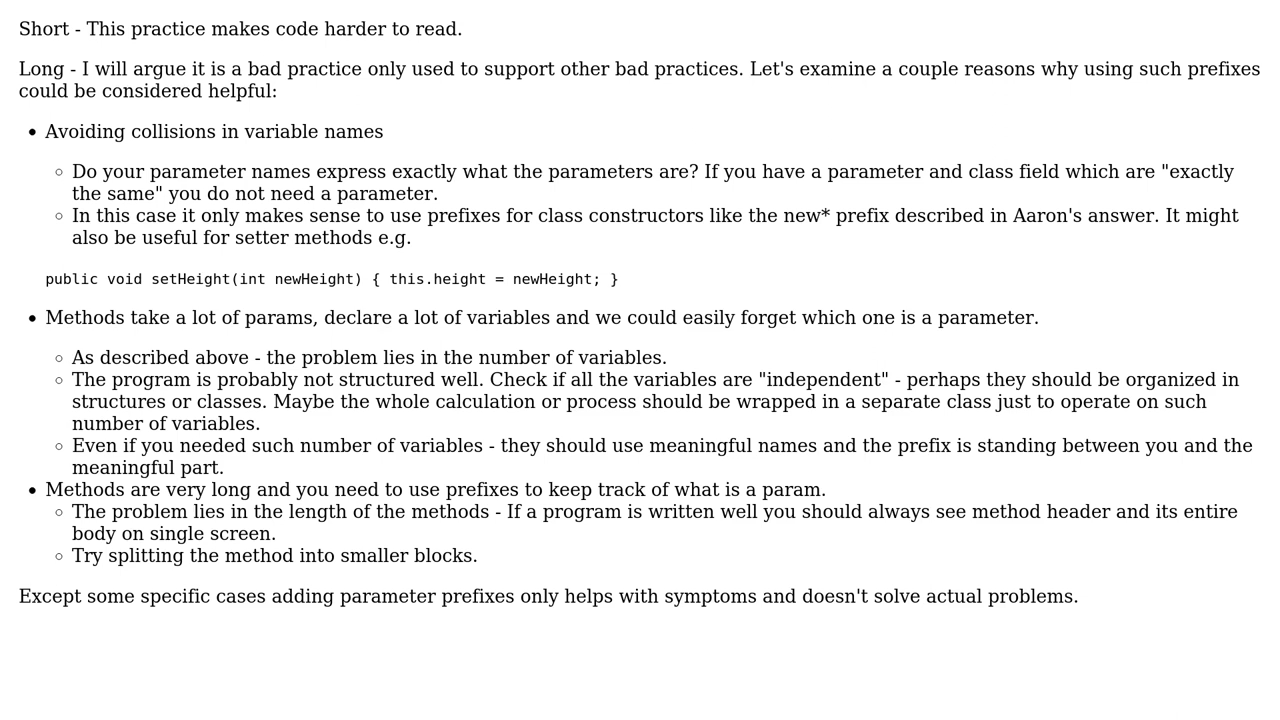 Short - This practice makes code harder to read.
Long - I will argue it is a bad practice only used to support other bad practices. Let's examine a couple reasons why using such prefixes
could be considered helpful:
• Avoiding collisions in variable names
◦ Do your parameter names express exactly what the parameters are? If you have a parameter and class field which are "exactly
the same" you do not need a parameter.
◦ In this case it only makes sense to use prefixes for class constructors like the new* prefix described in Aaron's answer. It might
also be useful for setter methods e.g.
public void setHeight(int newHeight) { this.height = newHeight; }
• Methods take a lot of params, declare a lot of variables and we could easily forget which one is a parameter.
◦ As described above - the problem lies in the number of variables.
◦ The program is probably not structured well. Check if all the variables are "independent" - perhaps they should be organized in
structures or classes. Maybe the whole calculation or process should be wrapped in a separate class just to operate on such
number of variables.
◦ Even if you needed such number of variables - they should use meaningful names and the prefix is standing between you and the
meaningful part.
• Methods are very long and you need to use prefixes to keep track of what is a param.
◦ The problem lies in the length of the methods - If a program is written well you should always see method header and its entire
body on single screen.
◦ Try splitting the method into smaller blocks.
Except some specific cases adding parameter prefixes only helps with symptoms and doesn't solve actual problems.